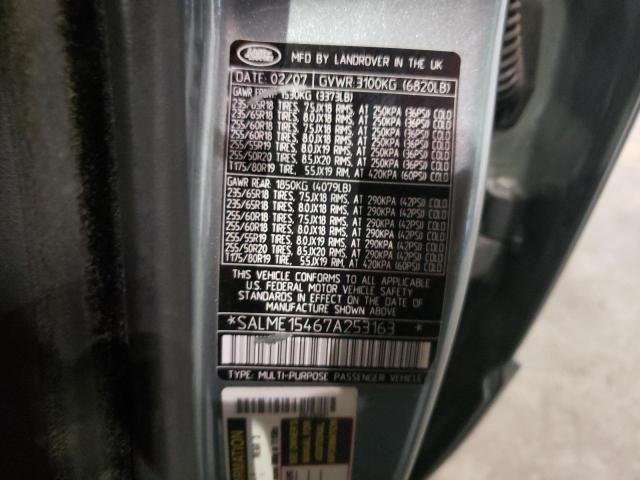 LAND ROVER
MFD BY LANDROVER IN THE UK
DATE: 02/07 GVWR 3100KG (6820LB)
GAWR FRONT 1530KG (3373LB)
235/65R18 TIRES, 7.5JX18 RIMS, AT 250KPA (36PSI) COLD
235/65R18 TIRES, 8.0JX18 RIMS, AT 250KPA (36PSI) COLD
255/60R18 TIRES, 7.5JX18 RIMS, AT 250KPA (36PSI) COLD
255/60R18 TIRES, 8.0JX18 RIMS, AT 250KPA (36PSI) COLD
255/55R19 TIRES, 8.0JX19 RIMS, AT 250KPA (36PSI) COLD
255/50R20 TIRES, 8.5JX20 RIMS, AT 250KPA (36PSI) COLD
T175/80R19 TIRE, 5.5JX19 RIM, AT 420KPA (60PSI) COLD
GAWR REAR: 1850KG (4079LB)
235/65R18 TIRES, 7.5JX18 RIMS, AT 290KPA (42PSI) COLD
235/65R18 TIRES, 8.0JX18 RIMS, AT 290KPA (42PSI) COLD
255/60R18 TIRES, 7.5JX18 RIMS, AT 290KPA (42PSI) COLD
255/60R18 TIRES, 8.0JX18 RIMS, AT 290KPA (42PSI) COLD
255/55R19 TIRES, 8.0JX19 RIMS, AT 290KPA (42PSI) COLD
255/50R20 TIRES, 8.5JX20 RIMS, AT 290KPA (42PSI) COLD
T175/80R19 TIRE, 5.5JX19 RIM, AT 420KPA (60PSI) COLD
THIS VEHICLE CONFORMS TO ALL APPLICABLE
U.S. FEDERAL MOTOR VEHICLE SAFETY
STANDARDS IN EFFECT ON THE DATE OF
MANUFACTURE SHOWN ABOVE
*SALME15467A253163*
TYPE: MULTI-PURPOSE PASSENGER VEHICLE